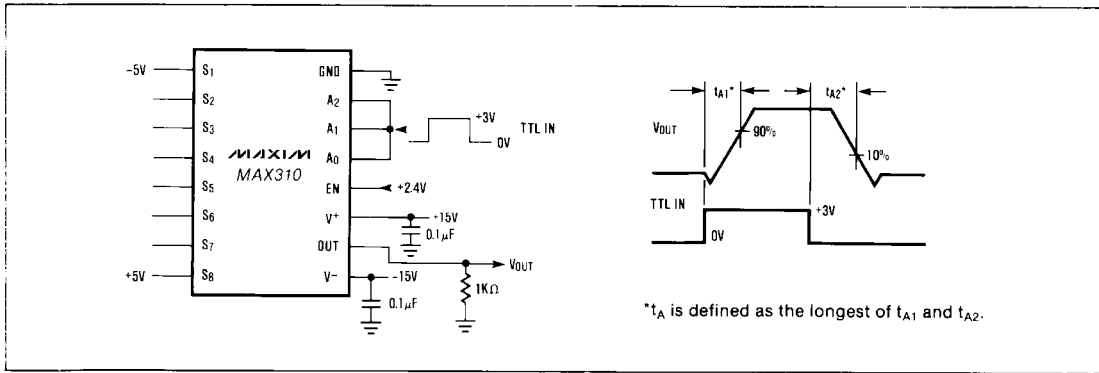 -5V
S1
S2
S3
S4
S5
S6
S7
+5V
S8
MAXIM
MAX310
GND
A2
A1
A0
EN
V+
OUT
V-
+3V
0V
TTL IN
+2.4V
+15V
0.1µF
VOUT
-15V
0.1µF
1KΩ
tA1*
tA2*
VOUT
90%
10%
TTL IN
+3V
0V
*tA is defined as the longest of tA1 and tA2.